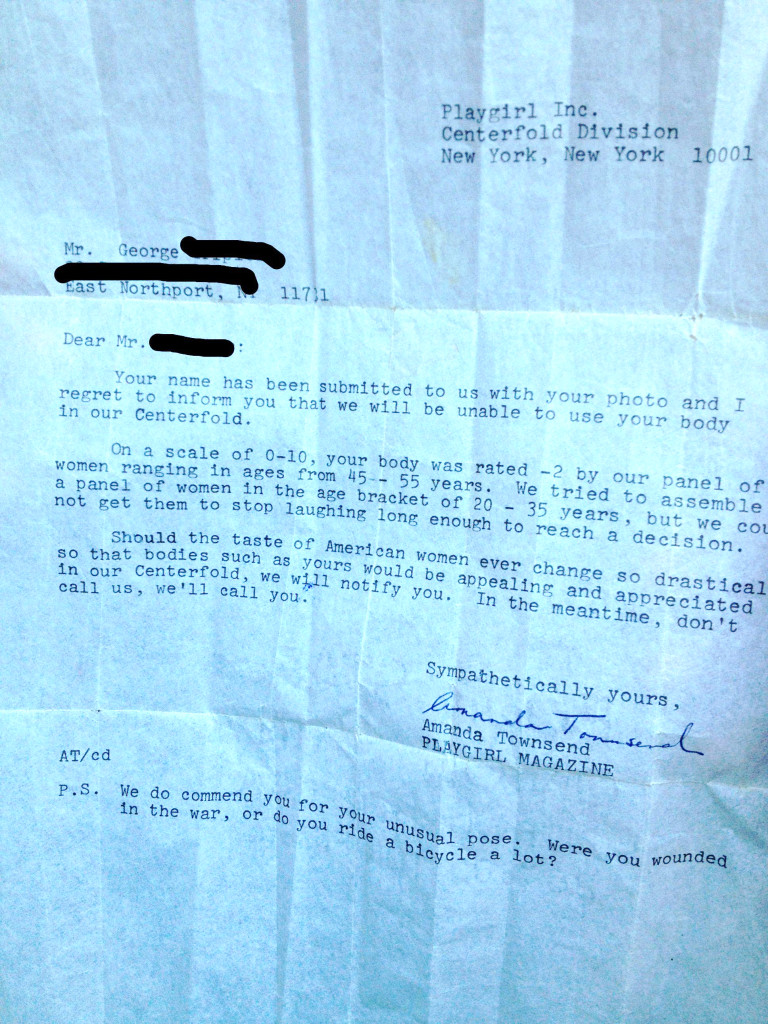 Playgirl Inc.
Centerfold Division
New York, New York 10001
Mr. George
East Northport, 11731
Dear Mr. :
Your name has been submitted to us with your photo and I
regret to inform you that we will be unable to use your body
in our Centerfold.
On a scale of 0-10, your body was rated -2 by our panel of
women ranging in ages from 45 -- 55 years. We tried to assemble
a panel of women in the age bracket of 20 - 35 years, but we cou
not get them to stop laughing long enough to reach a decision.
Should the taste of American women ever change so drastical
so that bodies such as yours would be appealing and appreciated
in our Centerfold, we will notify you. In the meantime, don't
call us, we'll call you.
Sympathetically yours,
Amanda Townsend
Amanda Townsend
PLAYGIRL MAGAZINE
AT/cd
P.S. We do commend you for your unusual pose. Were you wounded
in the war, or do you ride a bicycle a lot?